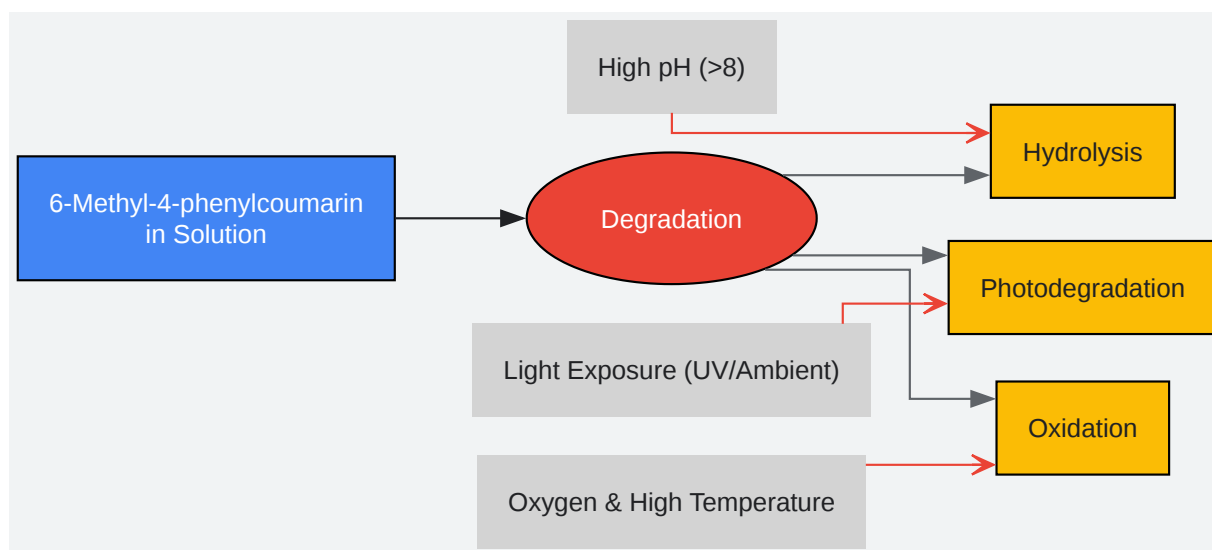 High pH (>8)
Hydrolysis
6-Methyl-4-phenylcoumarin
in Solution
Degradation
Photodegradation
Light Exposure (UV/Ambient)
Oxidation
Oxygen & High Temperature